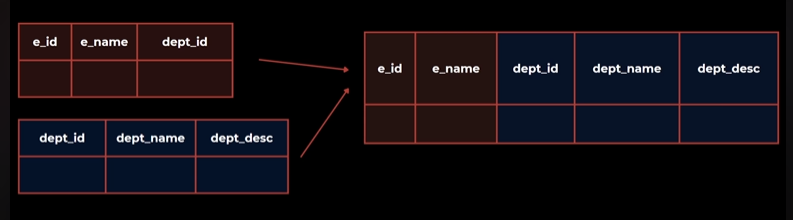 e_id e_name dept_id
dept_id dept_name dept_desc
e_id e_name dept_id dept_name dept_desc